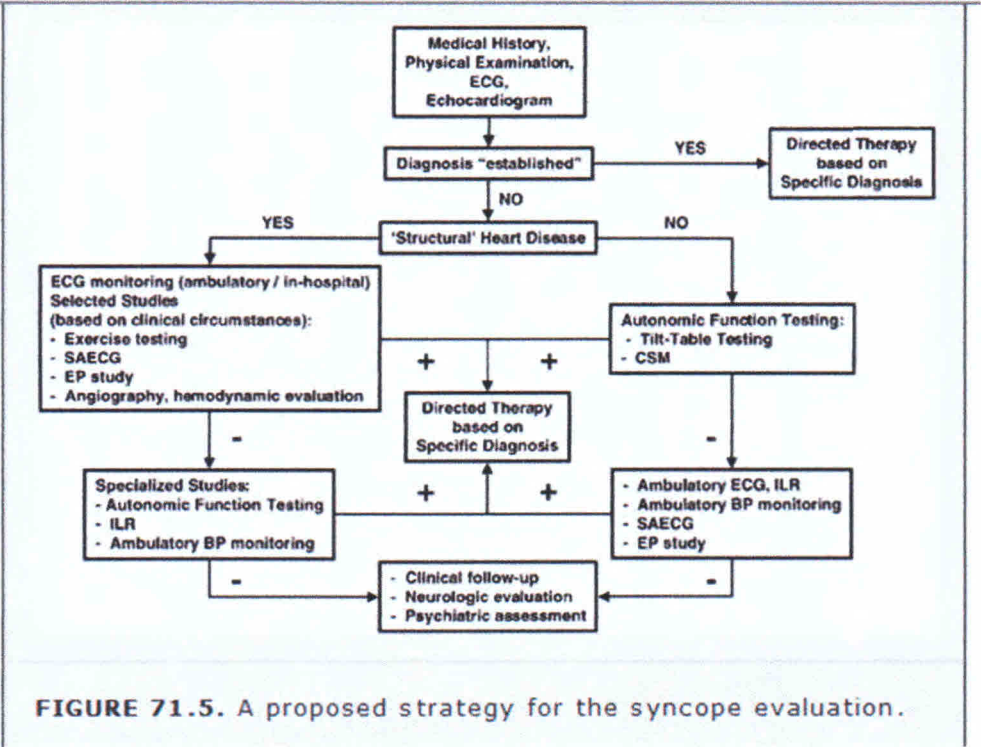 Medical History,
Physical Examination,
ECG,
Echocardiogram
Diagnosis "established"
YES
Directed Therapy
based on
Specific Diagnosis
NO
YES
'Structural' Heart Disease
NO
ECG monitoring (ambulatory / in-hospital)
Selected Studies
(based on clinical circumstances):
- Exercise testing
- SAECG
- EP study
- Angiography, hemodynamic evaluation
Autonomic Function Testing:
- Tilt-Table Testing
- CSM
+ +
Directed Therapy
based on
Specific Diagnosis
- -
Specialized Studies:
- Autonomic Function Testing
- ILR
- Ambulatory BP monitoring
+ +
- Ambulatory ECG, ILR
- Ambulatory BP monitoring
- SAECG
- EP study
- -
- Clinical follow-up
- Neurologic evaluation
- Psychiatric assessment
FIGURE 71.5. A proposed strategy for the syncope evaluation.